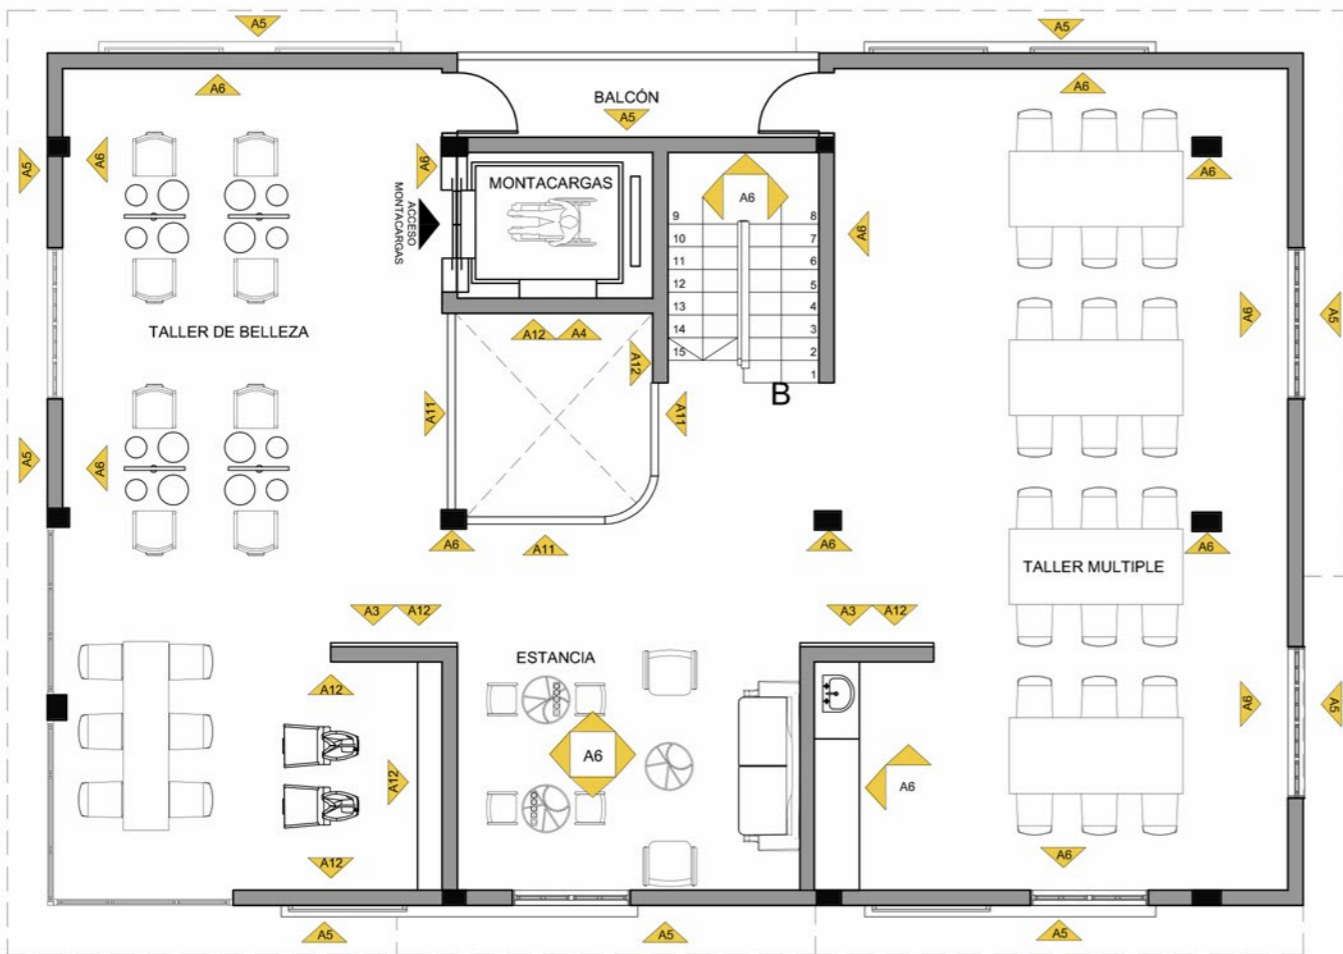 A5
A5
A6
BALCÓN
A5
A6
A5
A6
A6
ACCESO
MONTACARGAS
MONTACARGAS
A6
A6
A6
9
10
11
12
13
14
15
8
7
6
5
4
3
2
1
B
TALLER DE BELLEZA
A12
A4
A12
A6
A5
A11
A11
A5
A6
A6
A11
A6
A6
TALLER MULTIPLE
A3
A12
A3
A12
ESTANCIA
A12
A6
A12
A6
A6
A5
A12
A6
A5
A5
A5